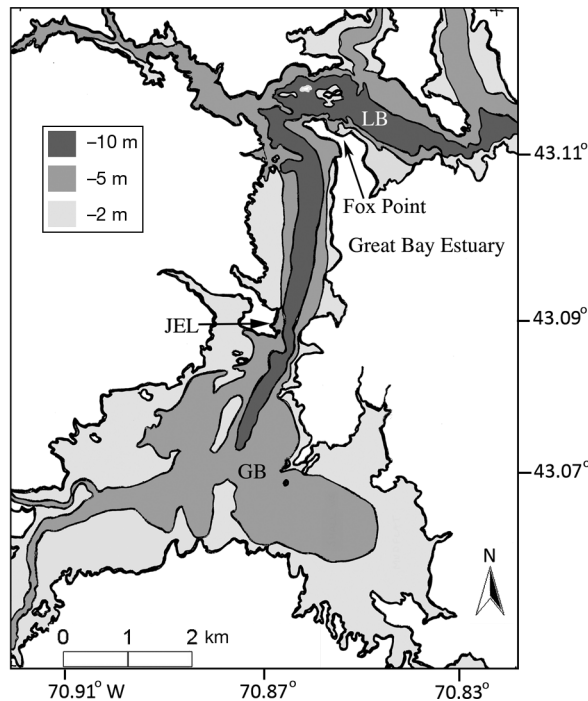 –10 m
–5 m
–2 m
LB
43.11°
Fox Point
Great Bay Estuary
JEL
43.09°
GB
43.07°
N
0 1 2 km
70.91° W 70.87° 70.83°